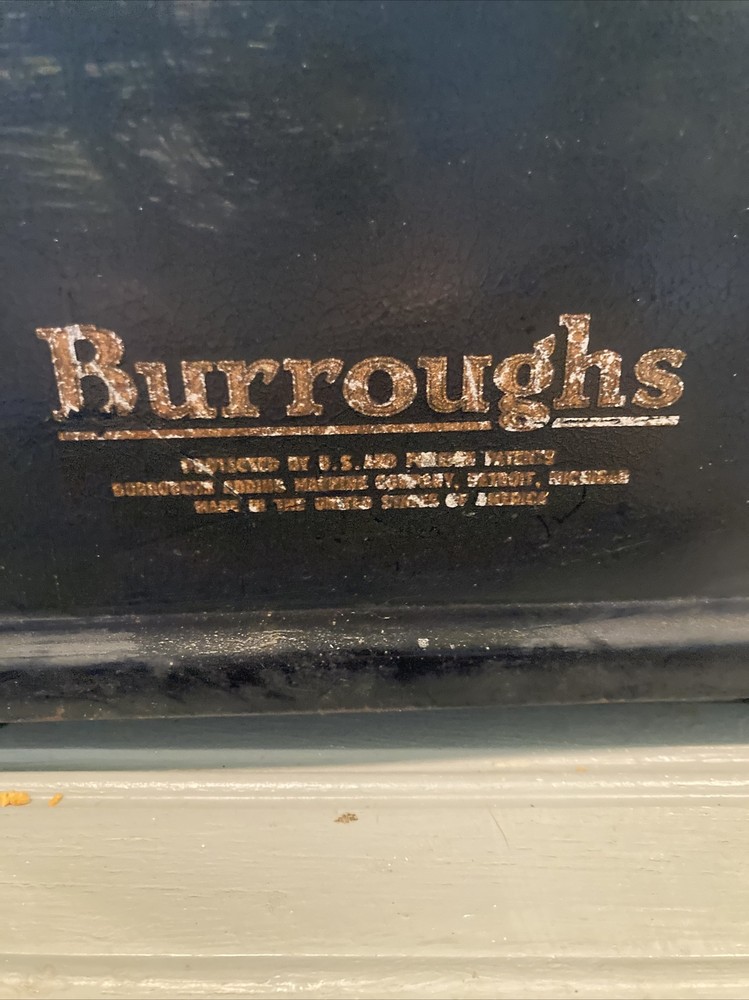 Burroughs
PROTECTED BY U.S. AND FOREIGN PATENTS
BURROUGHS ADDING MACHINE COMPANY, DETROIT, MICHIGAN
MADE IN THE UNITED STATES OF AMERICA